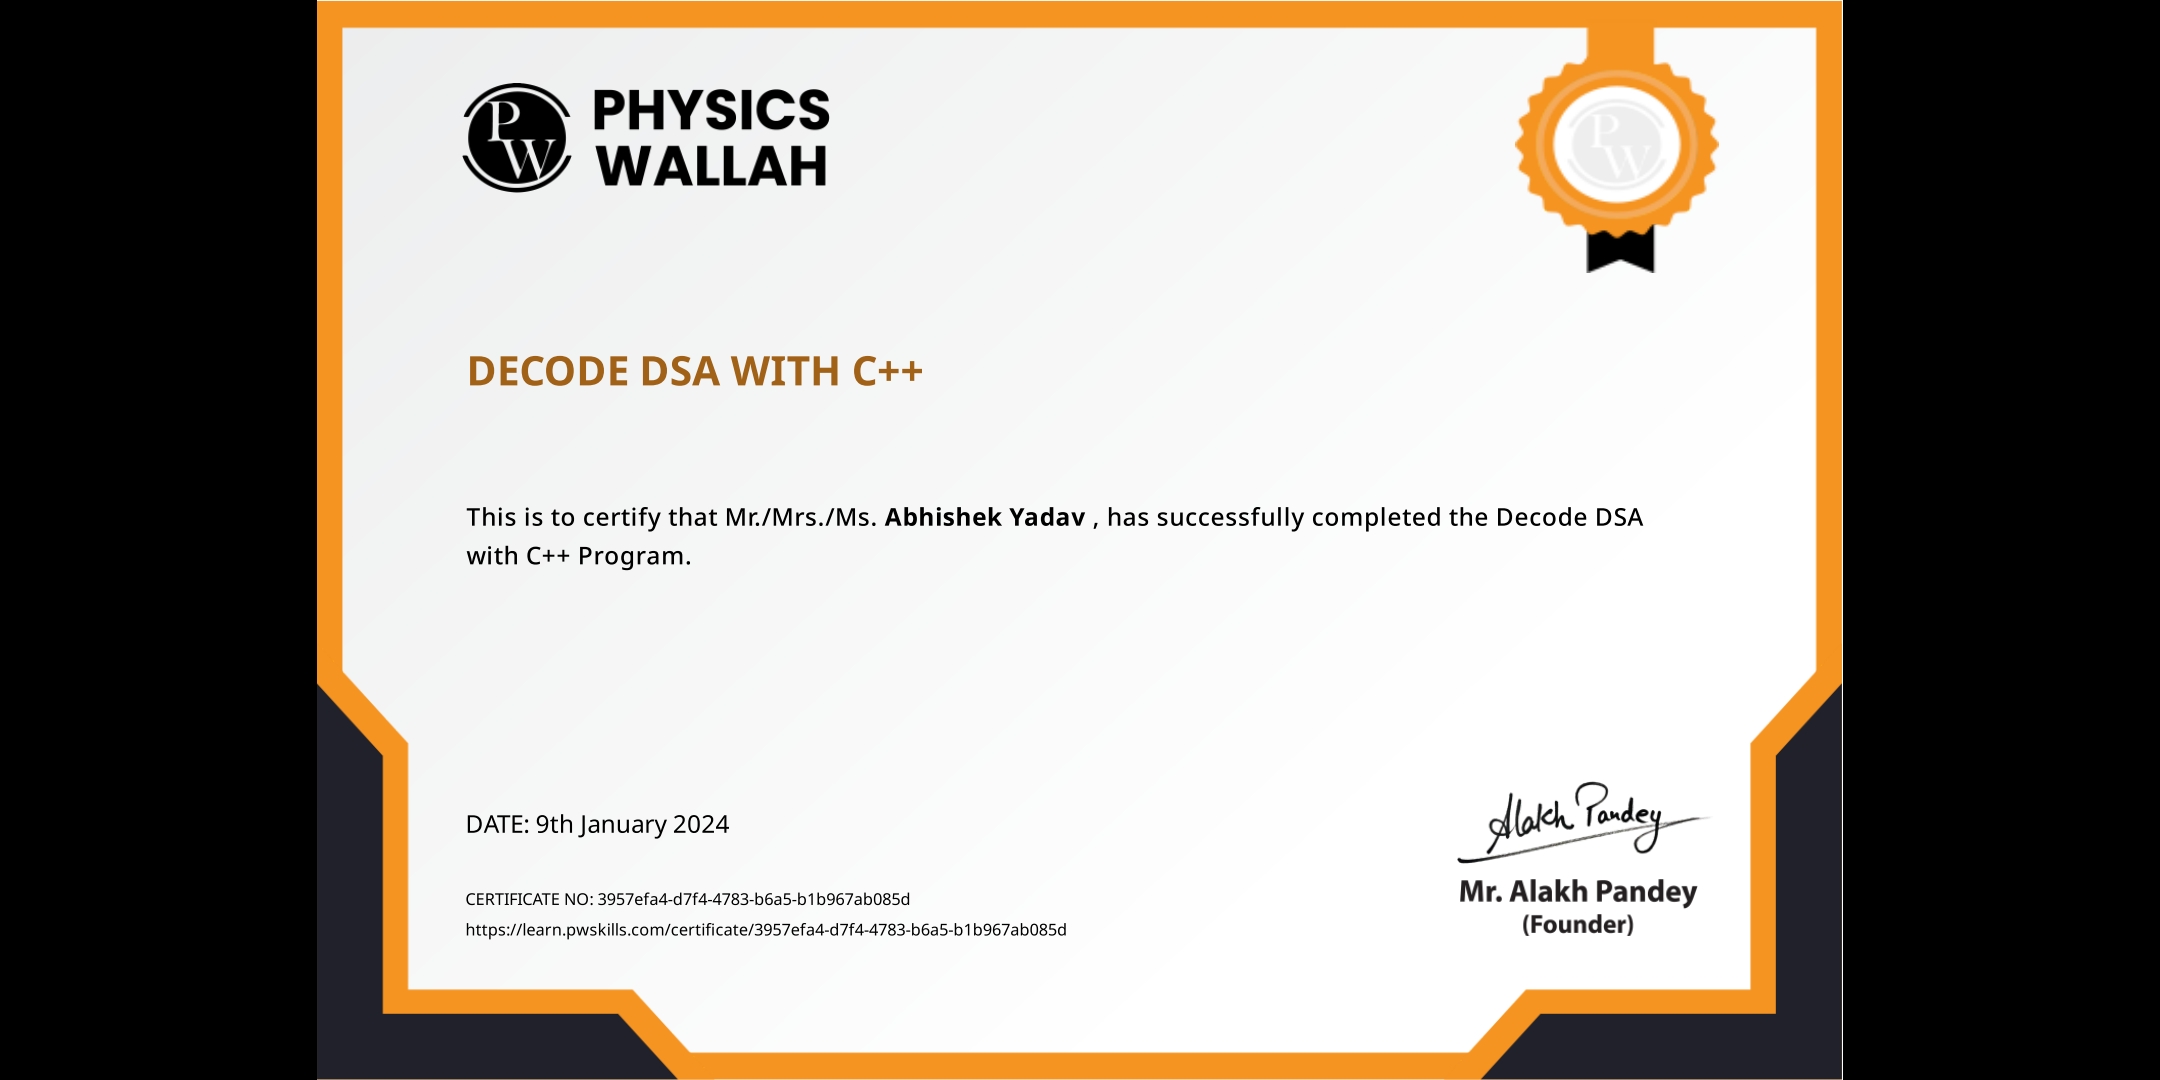 PW
PHYSICS
WALLAH
PW
DECODE DSA WITH C++
This is to certify that Mr./Mrs./Ms. Abhishek Yadav , has successfully completed the Decode DSA
with C++ Program.
DATE: 9th January 2024
CERTIFICATE NO: 3957efa4-d7f4-4783-b6a5-b1b967ab085d
https://learn.pwskills.com/certificate/3957efa4-d7f4-4783-b6a5-b1b967ab085d
Alakh Pandey
Mr. Alakh Pandey
(Founder)